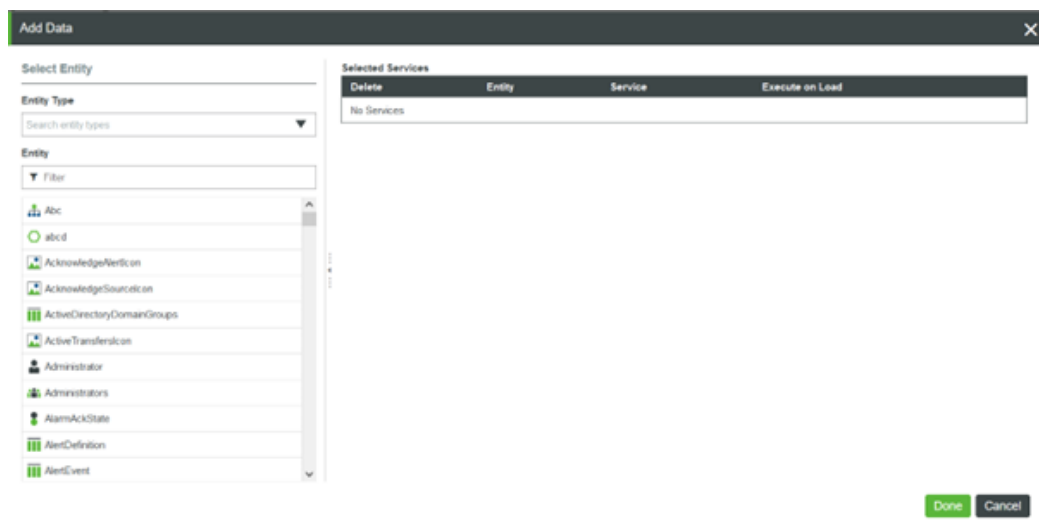 Add Data
Select Entity
Entity Type
Search entity types
Entity
Filter
Abc
abcd
AcknowledgeAlertIcon
AcknowledgeSourceIcon
ActiveDirectoryDomainGroups
ActiveTransfersIcon
Administrator
Administrators
AlarmAckState
AlertDefinition
AlertEvent
Selected Services
Delete Entity Service Execute on Load
No Services
Done Cancel